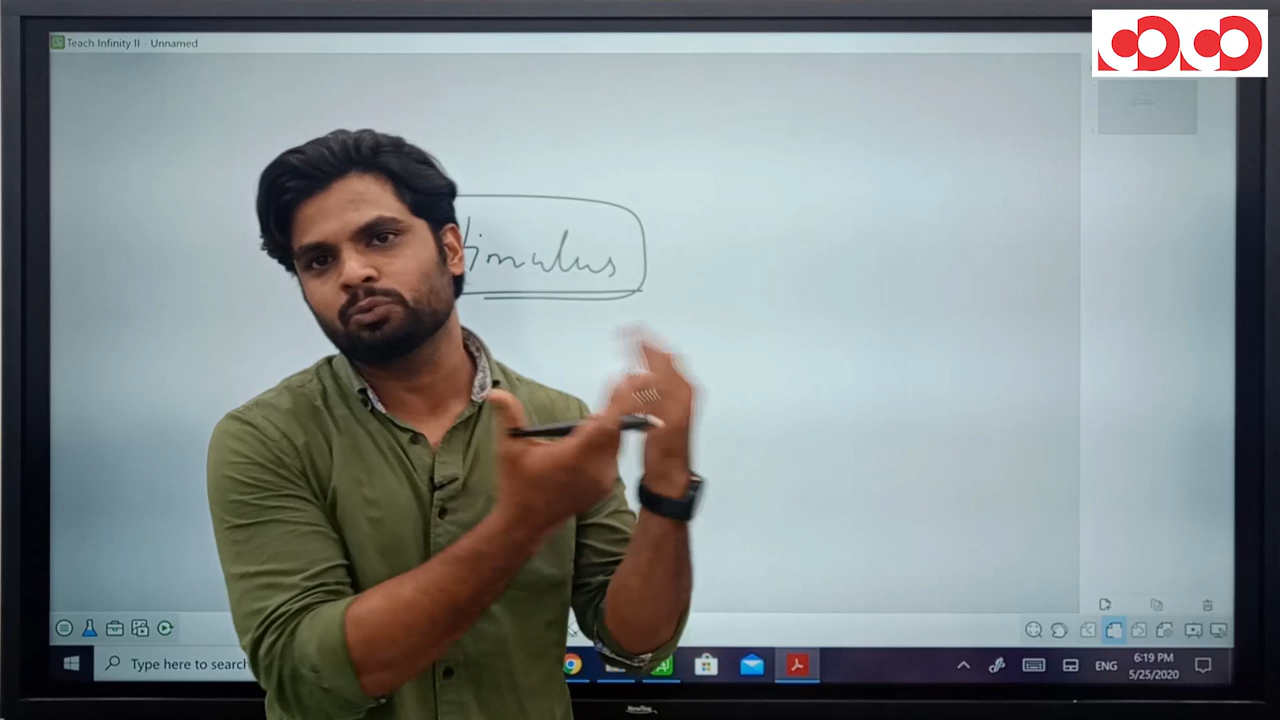 Teach Infinity II - Unnamed
timulus
Type here to search
ENG
6:19 PM
5/25/2020